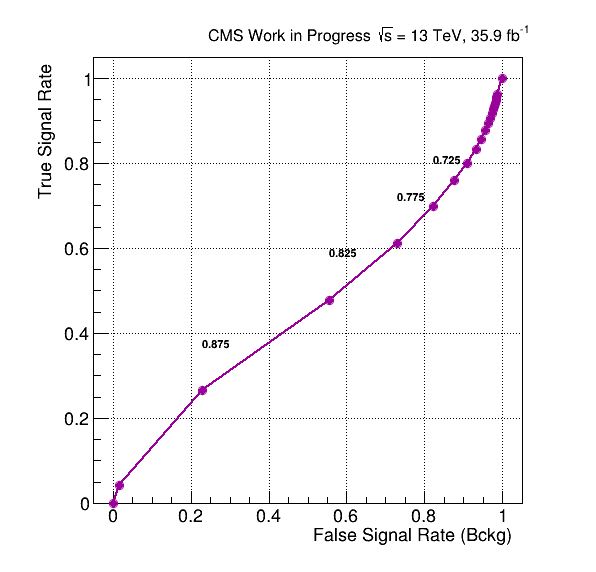 CMS Work in Progress √s = 13 TeV, 35.9 fb⁻¹
True Signal Rate
1
0.8
0.6
0.4
0.2
0
0.725
0.775
0.825
0.875
0 0.2 0.4 0.6 0.8 1
False Signal Rate (Bckg)